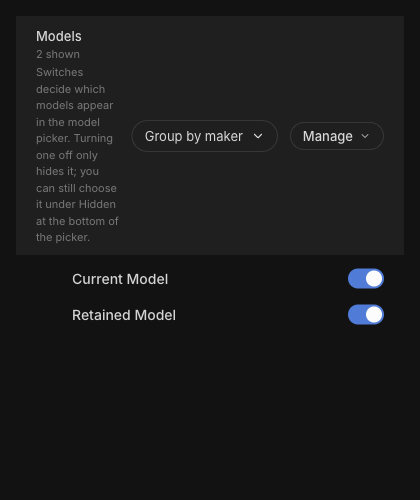 Models
2 shown
Switches
decide which
models appear
in the model
picker. Turning
one off only
hides it; you
can still choose
it under Hidden
at the bottom of
the picker.
Group by maker
Manage
Current Model
Retained Model